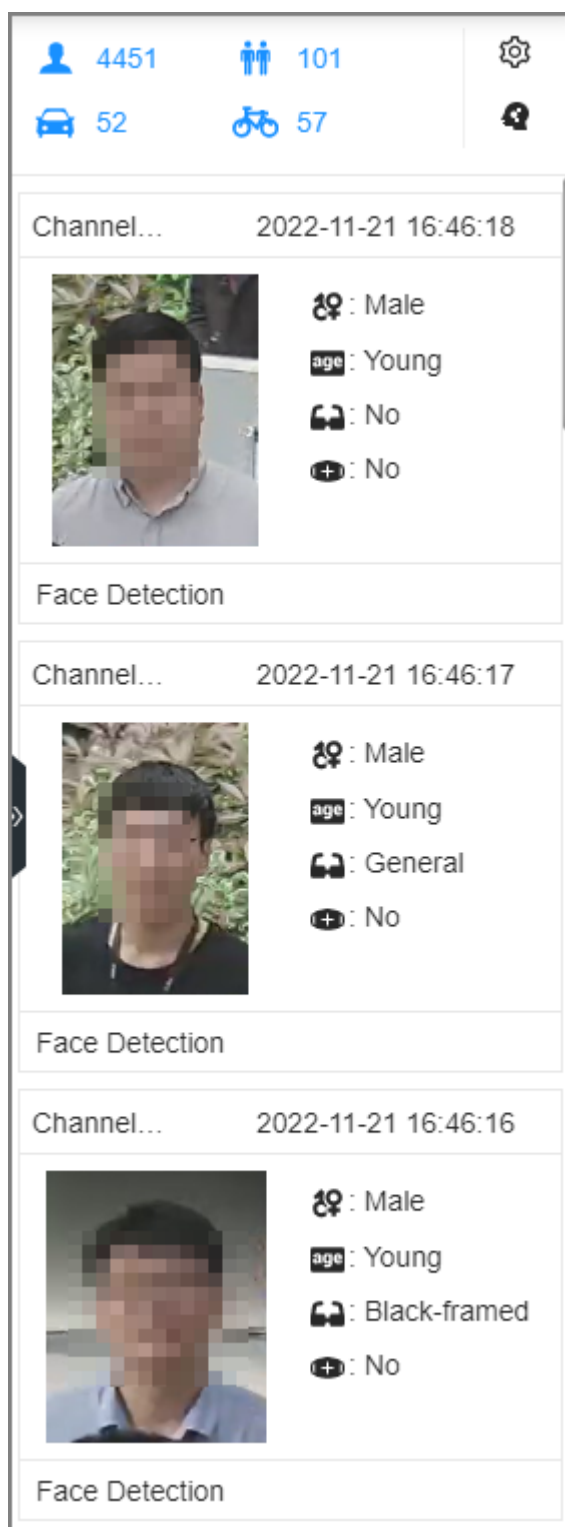 4451 101
52 57
Channel... 2022-11-21 16:46:18
: Male
age : Young
: No
: No
Face Detection
Channel... 2022-11-21 16:46:17
: Male
age : Young
: General
: No
Face Detection
Channel... 2022-11-21 16:46:16
: Male
age : Young
: Black-framed
: No
Face Detection